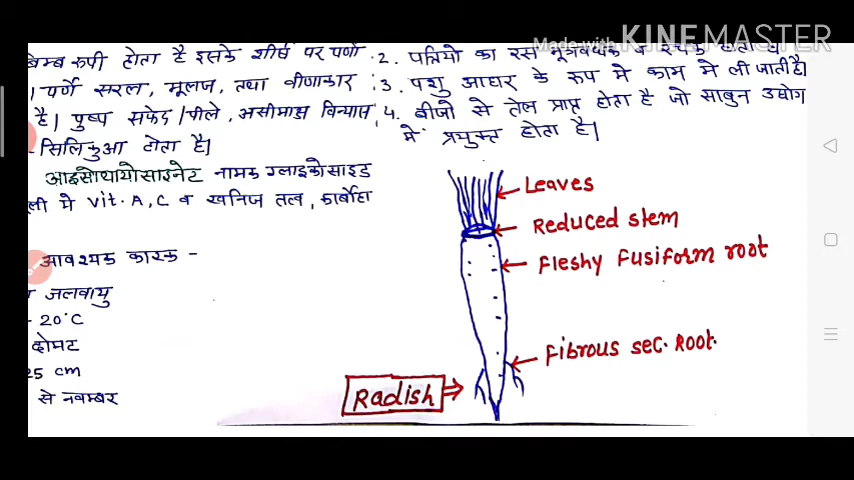 Made with KINEMASTER
बिम्ब रुपी होता है इसके शीर्ष पर पर्णो
। पर्णे सरल, मूलज, तथा वीणाकार
है। पुष्प सफेद/पीले, असीमाक्ष विन्यास,
- सिलिकुआ होता है।
आइसोथायोसाइनेट नामक ग्लाइकोसाइड
ली मे Vit. A, C व खनिज तत्व, कार्बोहा
आवश्यक कारक -
जलवायु
- 20°C
दोमट
25 cm
से नवम्बर
2. पत्तियो का रस मूत्रवर्धक व
3. पशु आहार के रुप मे काम मे ली जाती है।
4. बीजो से तेल प्राप्त होता है जो साबुन उद्योग
मे प्रयुक्त होता है।
Leaves
Reduced stem
Fleshy Fusiform root
Fibrous sec. Root.
Radish